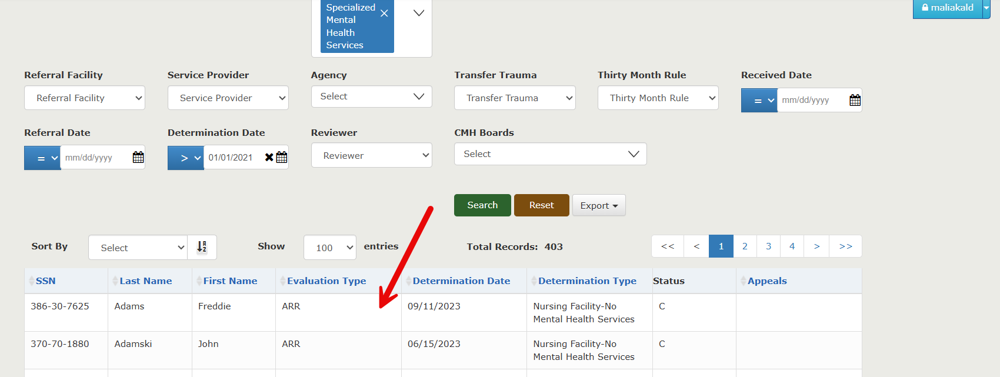 Specialized
Mental
Health
Services
maliakald
Referral Facility Service Provider Agency Transfer Trauma Thirty Month Rule Received Date
Referral Facility Service Provider Select Transfer Trauma Thirty Month Rule = mm/dd/yyyy
Referral Date Determination Date Reviewer CMH Boards
= mm/dd/yyyy > 01/01/2021 Reviewer Select
Search Reset Export
Sort By Select Show 100 entries Total Records: 403 << < 1 2 3 4 > >>
SSN Last Name First Name Evaluation Type Determination Date Determination Type Status Appeals
386-30-7625 Adams Freddie ARR 09/11/2023 Nursing Facility-No C
Mental Health Services
370-70-1880 Adamski John ARR 06/15/2023 Nursing Facility-No C
Mental Health Services